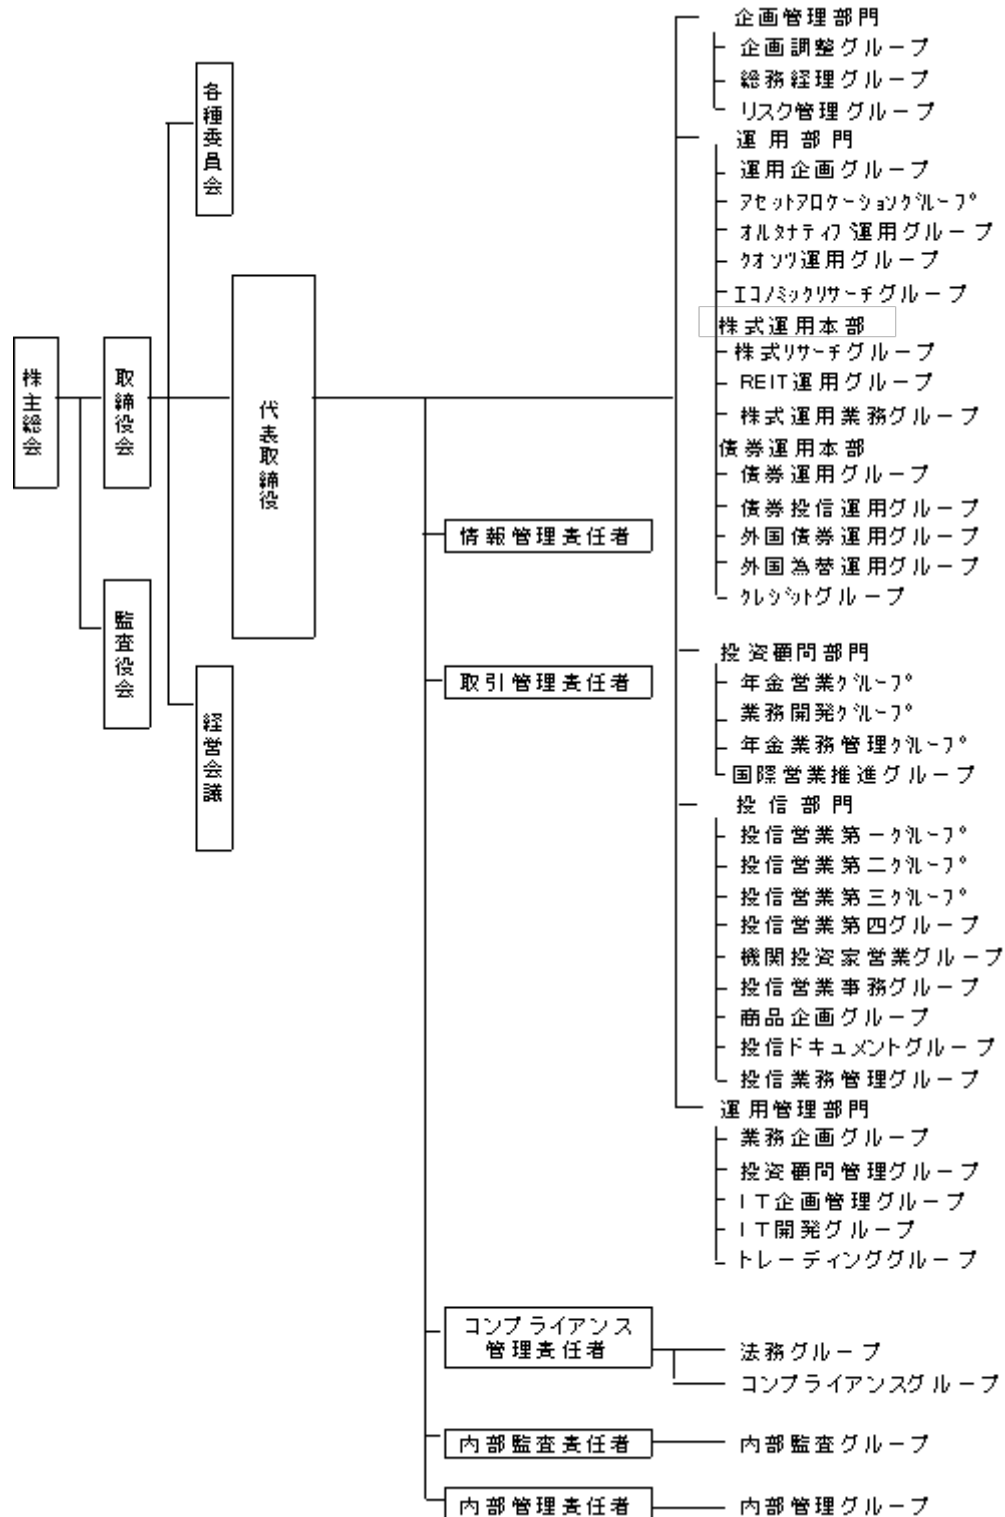 株主総会
取締役会
監査役会
各種委員会
経営会議
代表取締役
企画管理部門
企画調整グループ
総務経理グループ
リスク管理グループ
運用部門
運用企画グループ
ｱｾｯﾄｱﾛｹｰｼｮﾝｸﾞﾙｰﾌﾟ
ｵﾙﾀﾅﾃｨﾌﾞ運用グループ
ｸｵﾝﾂ運用グループ
ｴｺﾉﾐｯｸﾘｻｰﾁグループ
株式運用本部
株式ﾘｻｰﾁグループ
REIT運用グループ
株式運用業務グループ
債券運用本部
債券運用グループ
債券投信運用グループ
外国債券運用グループ
外国為替運用グループ
ｸﾚｼﾞｯﾄグループ
情報管理責任者
取引管理責任者
投資顧問部門
年金営業ｸﾞﾙｰﾌﾟ
業務開発ｸﾞﾙｰﾌﾟ
年金業務管理ｸﾞﾙｰﾌﾟ
国際営業推進グループ
投信部門
投信営業第一ｸﾞﾙｰﾌﾟ
投信営業第二ｸﾞﾙｰﾌﾟ
投信営業第三ｸﾞﾙｰﾌﾟ
投信営業第四グループ
機関投資家営業グループ
投信営業事務グループ
商品企画グループ
投信ドキュメントグループ
投信業務管理グループ
運用管理部門
業務企画グループ
投資顧問管理グループ
ＩＴ企画管理グループ
ＩＴ開発グループ
トレーディンググループ
コンプライアンス
管理責任者
法務グループ
コンプライアンスグループ
内部監査責任者
内部監査グループ
内部管理責任者
内部管理グループ